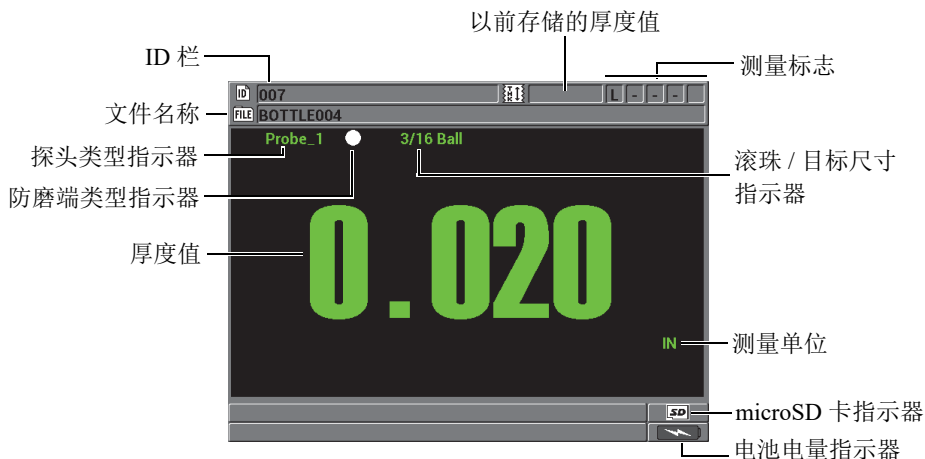 以前存储的厚度值
ID 栏
测量标志
ID 007 L - - -
文件名称
FILE BOTTLE004
Probe_1 3/16 Ball
探头类型指示器
滚珠 / 目标尺寸
指示器
防磨端类型指示器
厚度值
0.020
IN
测量单位
SD
microSD 卡指示器
电池电量指示器